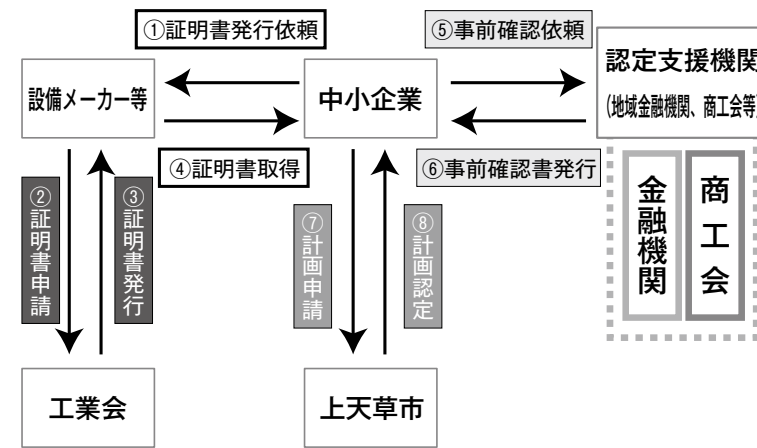 ①証明書発行依頼
⑤事前確認依頼
設備メーカー等
中小企業
認定支援機関
(地域金融機関、商工会等)
④証明書取得
⑥事前確認書発行
②証明書申請
③証明書発行
⑦計画申請
⑧計画認定
金融機関
商工会
工業会
上天草市